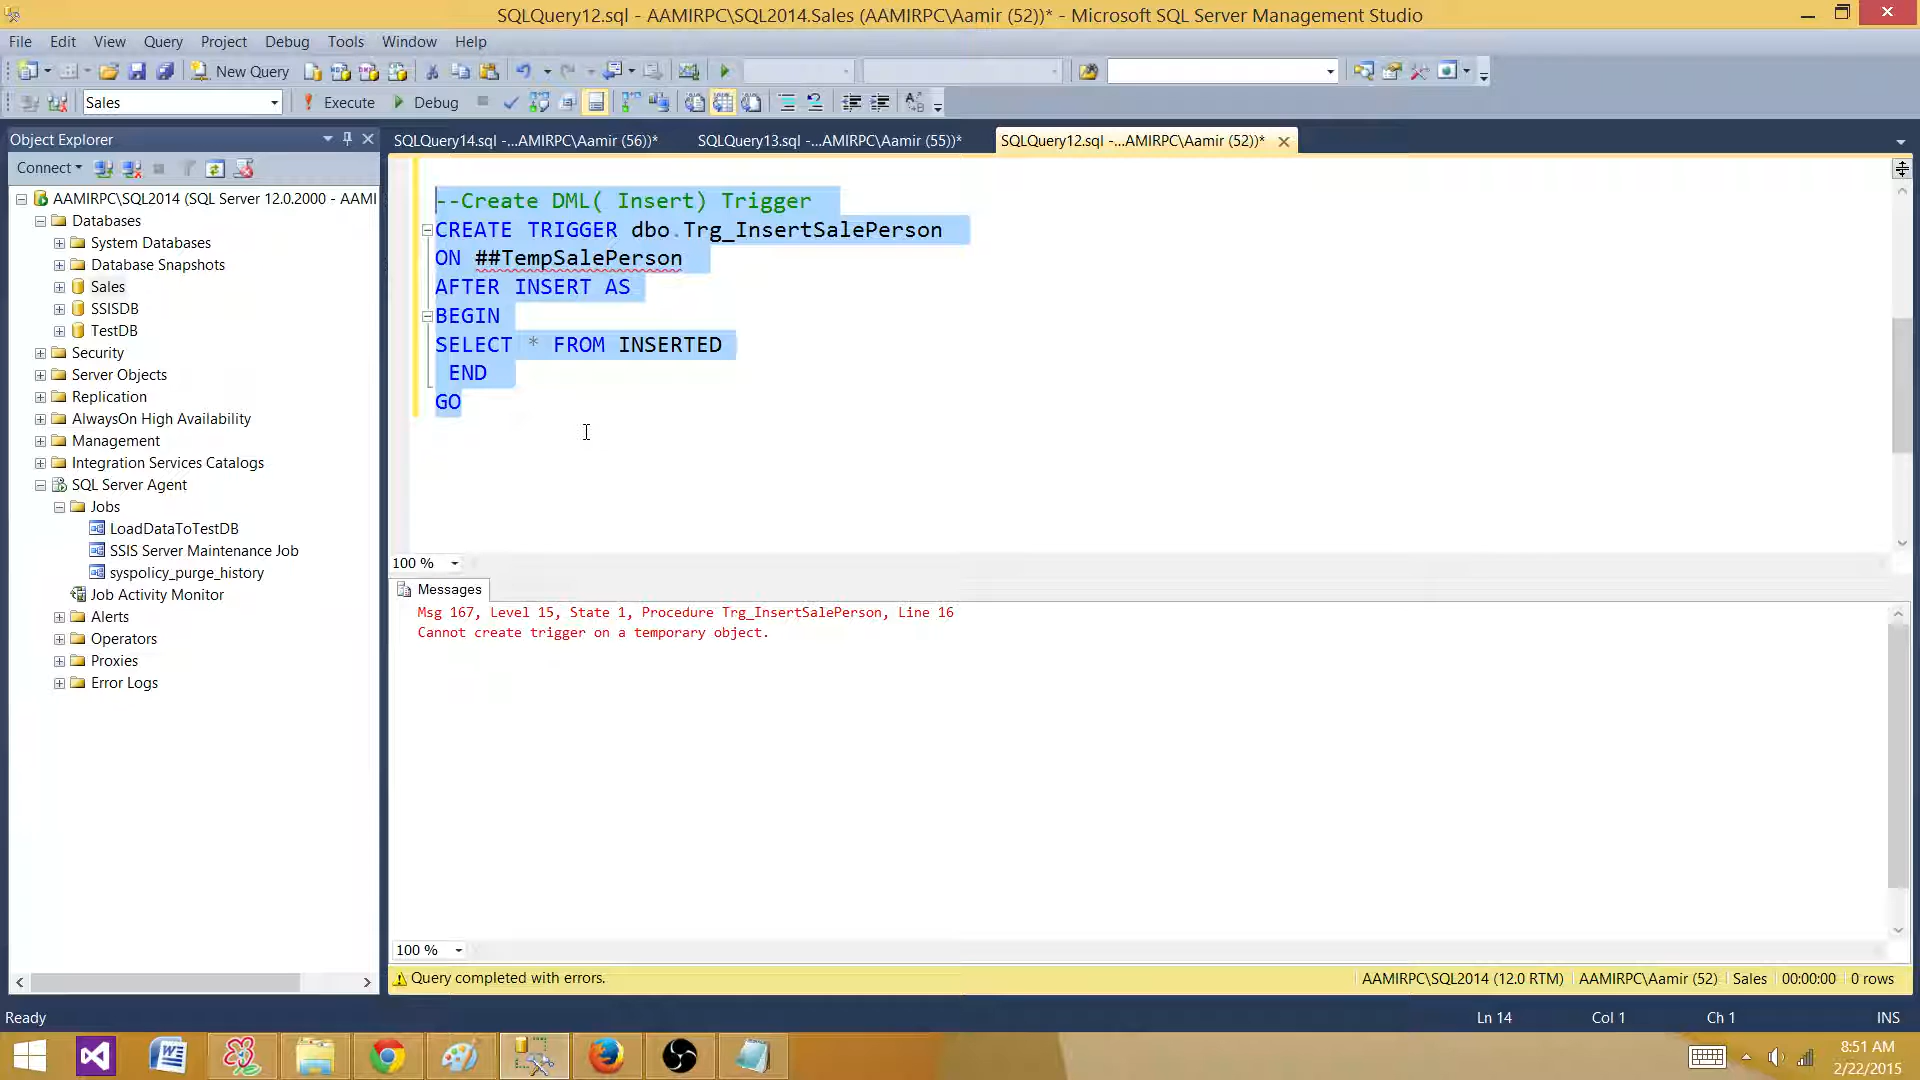 SQLQuery12.sql - AAMIRPC\SQL2014.Sales (AAMIRPC\Aamir (52))* - Microsoft SQL Server Management Studio
File Edit View Query Project Debug Tools Window Help
New Query
Sales Execute Debug
Object Explorer
SQLQuery14.sql -...AMIRPC\Aamir (56))* SQLQuery13.sql -...AMIRPC\Aamir (55))* SQLQuery12.sql -...AMIRPC\Aamir (52))*
Connect
AAMIRPC\SQL2014 (SQL Server 12.0.2000 - AAMI
Databases
System Databases
Database Snapshots
Sales
SSISDB
TestDB
Security
Server Objects
Replication
AlwaysOn High Availability
Management
Integration Services Catalogs
SQL Server Agent
Jobs
LoadDataToTestDB
SSIS Server Maintenance Job
syspolicy_purge_history
Job Activity Monitor
Alerts
Operators
Proxies
Error Logs
--Create DML( Insert) Trigger
CREATE TRIGGER dbo.Trg_InsertSalePerson
ON ##TempSalePerson
AFTER INSERT AS
BEGIN
SELECT * FROM INSERTED
END
GO
100 %
Messages
Msg 167, Level 15, State 1, Procedure Trg_InsertSalePerson, Line 16
Cannot create trigger on a temporary object.
100 %
Query completed with errors. AAMIRPC\SQL2014 (12.0 RTM) AAMIRPC\Aamir (52) Sales 00:00:00 0 rows
Ready Ln 14 Col 1 Ch 1 INS
8:51 AM
2/22/2015